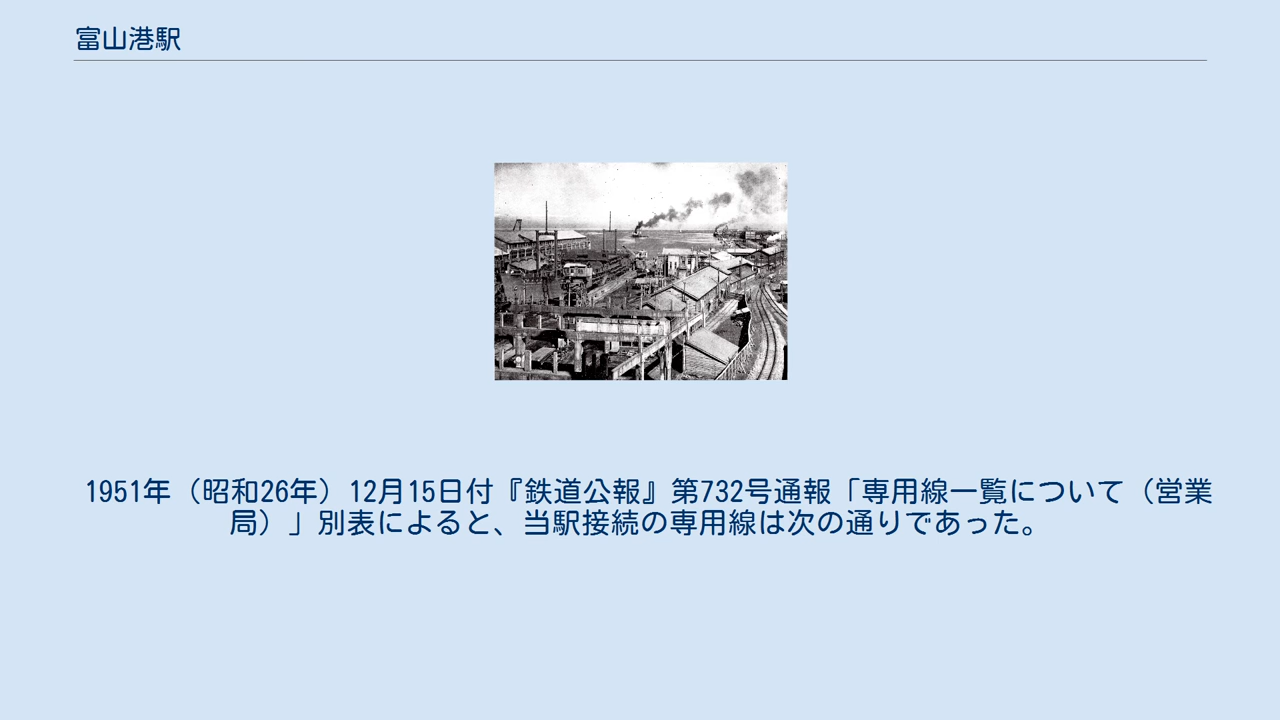 富山港駅
1951年（昭和26年）12月15日付『鉄道公報』第732号通報「専用線一覧について（営業
局）」別表によると、当駅接続の専用線は次の通りであった。